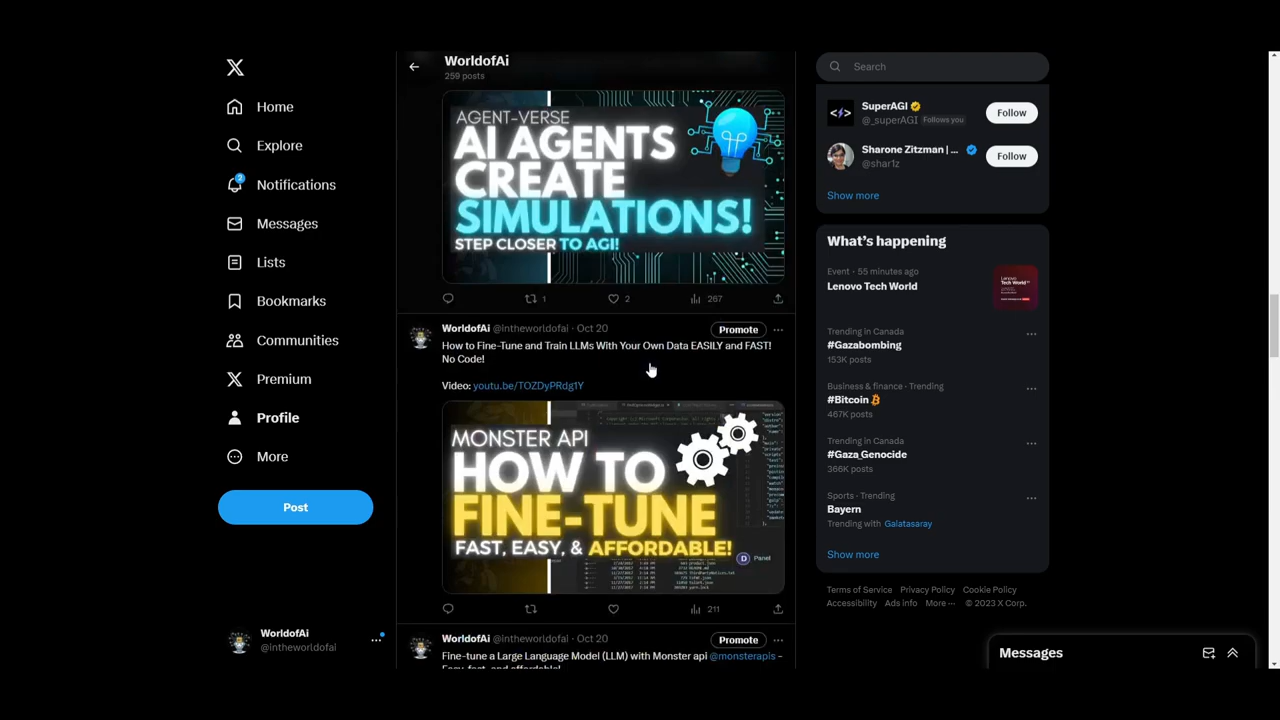 Home
Explore
2
Notifications
Messages
Lists
Bookmarks
Communities
Premium
Profile
More
Post
WorldofAi
@intheworldofai
WorldofAi
259 posts
AGENT-VERSE
AI AGENTS
CREATE
SIMULATIONS!
STEP CLOSER TO AGI!
1
2
267
WorldofAi @intheworldofai · Oct 20
Promote
How to Fine-Tune and Train LLMs With Your Own Data EASILY and FAST!
No Code!
Video: youtu.be/TOZDyPRdg1Y
MONSTER API
HOW TO
FINE-TUNE
FAST, EASY, & AFFORDABLE!
D Panel
211
WorldofAi @intheworldofai · Oct 20
Promote
Fine-tune a Large Language Model (LLM) with Monster api @monsterapis –
Easy, fast, and affordable!
Search
SuperAGI
@_superAGI Follows you
Follow
Sharone Zitzman | ...
@shar1z
Follow
Show more
What's happening
Event · 55 minutes ago
Lenovo Tech World
Trending in Canada
#Gazabombing
153K posts
Business & finance · Trending
#Bitcoin
467K posts
Trending in Canada
#Gaza_Genocide
366K posts
Sports · Trending
Bayern
Trending with Galatasaray
Show more
Terms of Service Privacy Policy Cookie Policy
Accessibility Ads info More ··· © 2023 X Corp.
Messages